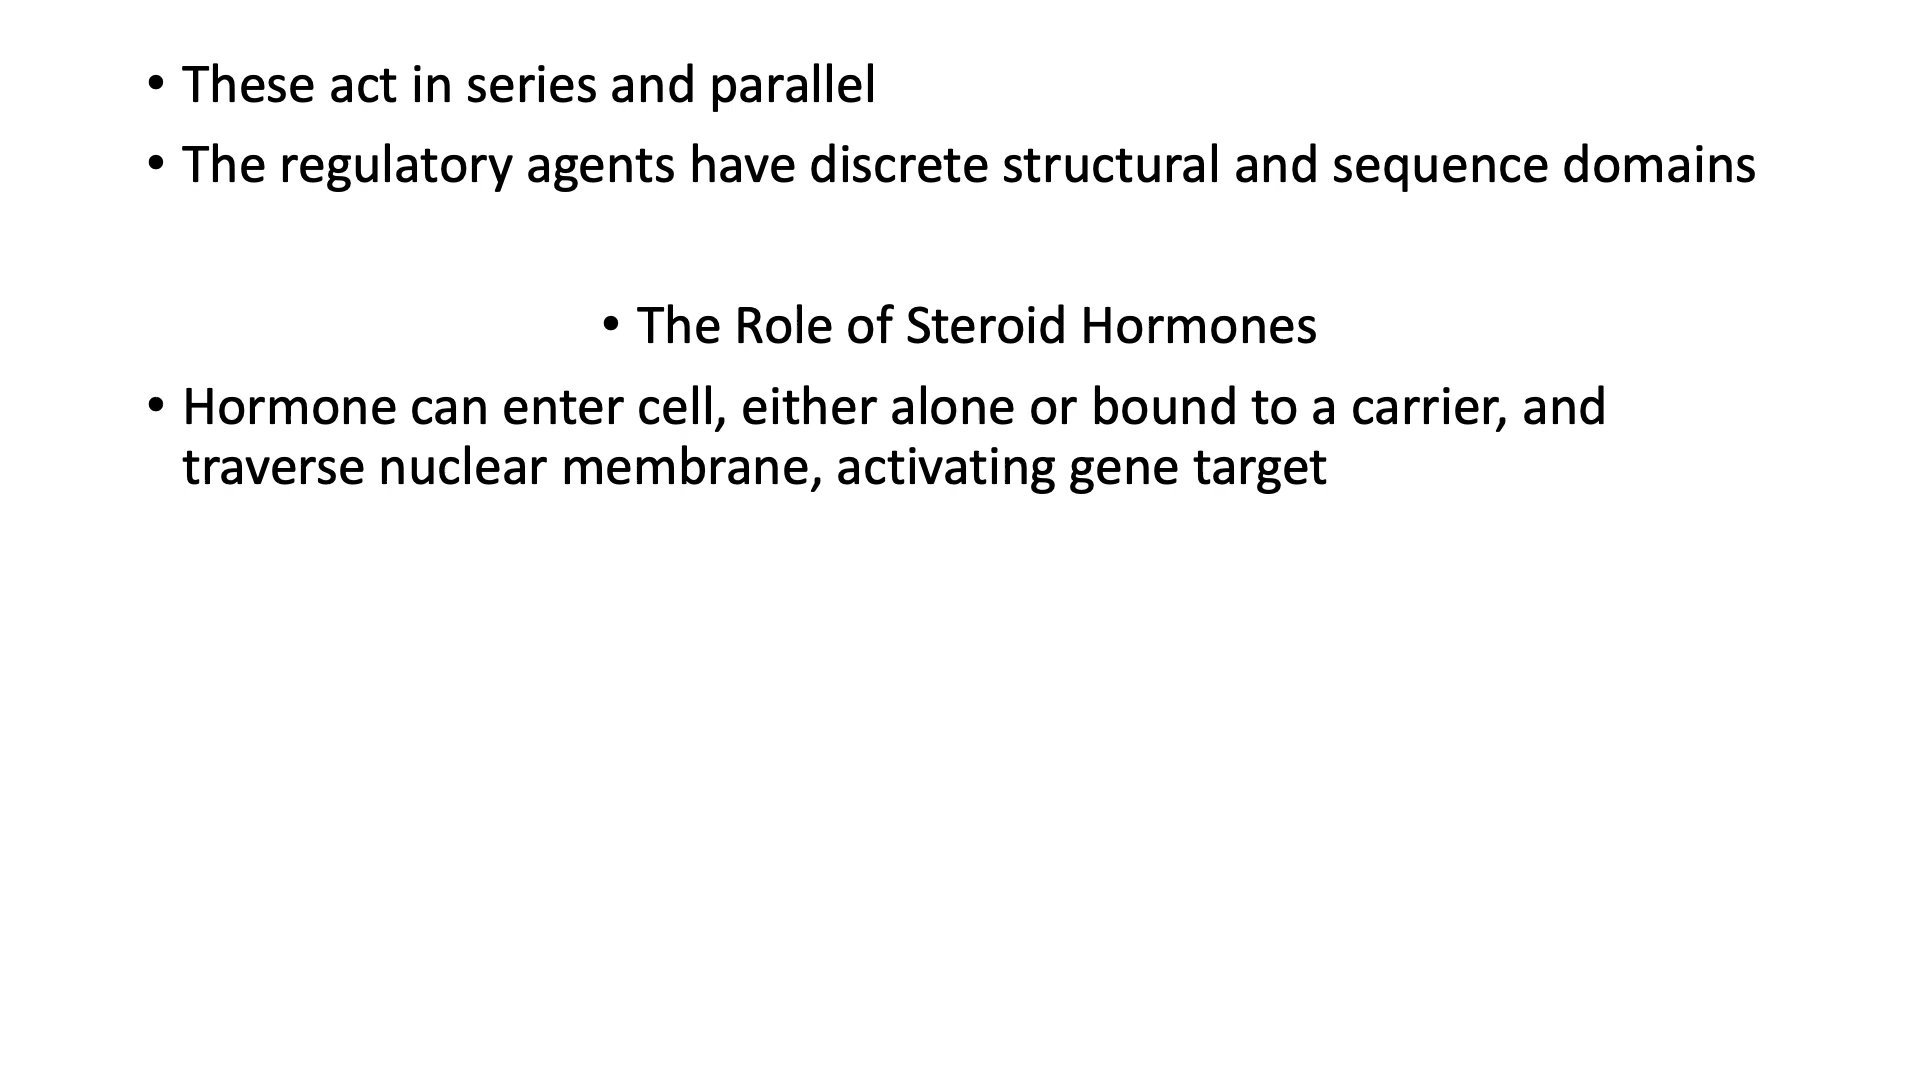 • These act in series and parallel
• The regulatory agents have discrete structural and sequence domains
• The Role of Steroid Hormones
• Hormone can enter cell, either alone or bound to a carrier, and
traverse nuclear membrane, activating gene target